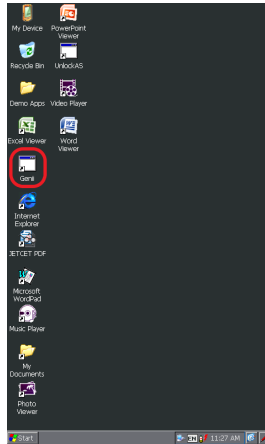 My Device
PowerPoint
Viewer
Recycle Bin
UnlockAS
Demo Apps
Video Player
Excel Viewer
Word
Viewer
Genii
Internet
Explorer
JETCET PDF
Microsoft
WordPad
Music Player
My
Documents
Photo
Viewer
Start
EN
11:27 AM